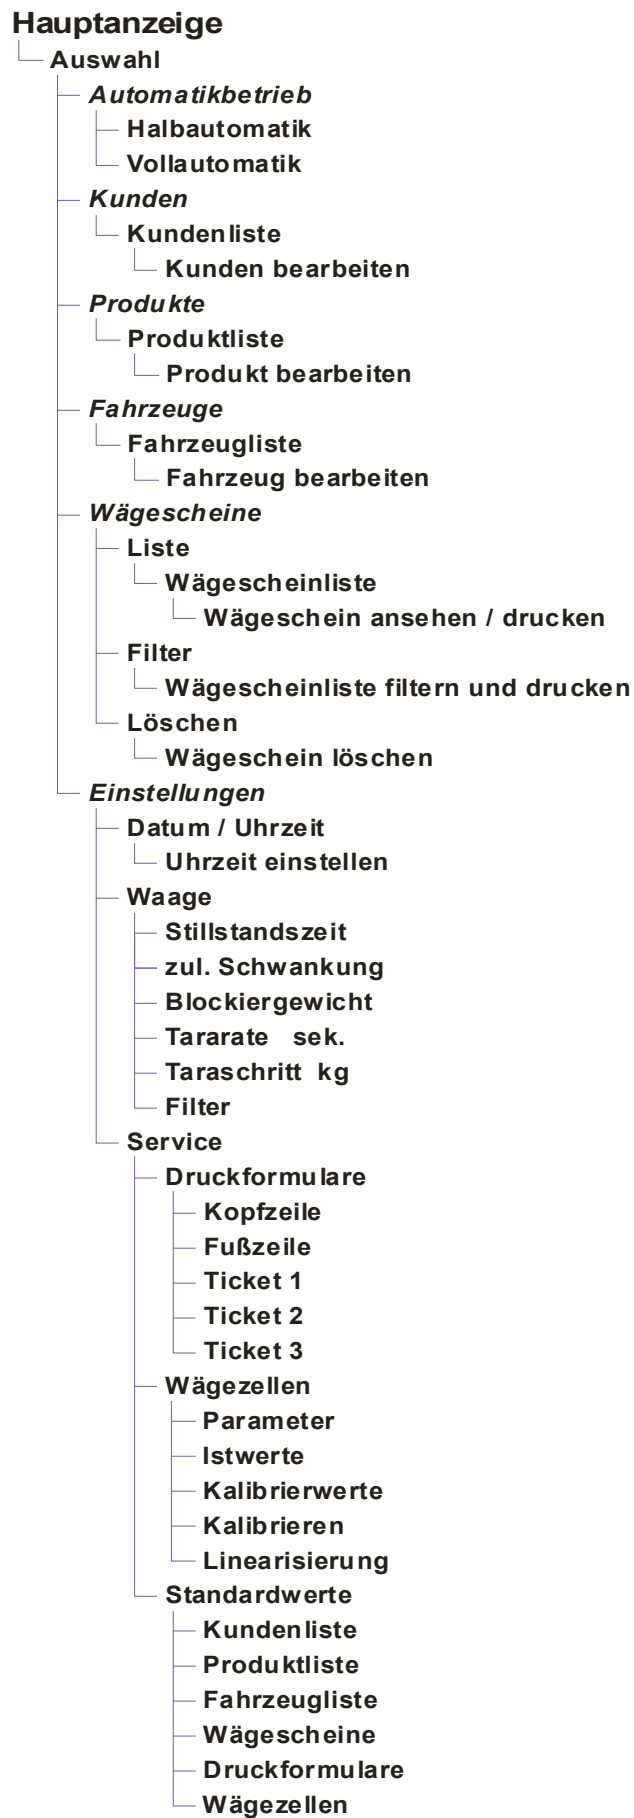 Hauptanzeige
Auswahl
Automatikbetrieb
Halbautomatik
Vollautomatik
Kunden
Kundenliste
Kunden bearbeiten
Produkte
Produktliste
Produkt bearbeiten
Fahrzeuge
Fahrzeugliste
Fahrzeug bearbeiten
Wägescheine
Liste
Wägescheinliste
Wägeschein ansehen / drucken
Filter
Wägescheinliste filtern und drucken
Löschen
Wägeschein löschen
Einstellungen
Datum / Uhrzeit
Uhrzeit einstellen
Waage
Stillstandszeit
zul. Schwankung
Blockiergewicht
Tararate sek.
Taraschritt kg
Filter
Service
Druckformulare
Kopfzeile
Fußzeile
Ticket 1
Ticket 2
Ticket 3
Wägezellen
Parameter
Istwerte
Kalibrierwerte
Kalibrieren
Linearisierung
Standardwerte
Kundenliste
Produktliste
Fahrzeugliste
Wägescheine
Druckformulare
Wägezellen